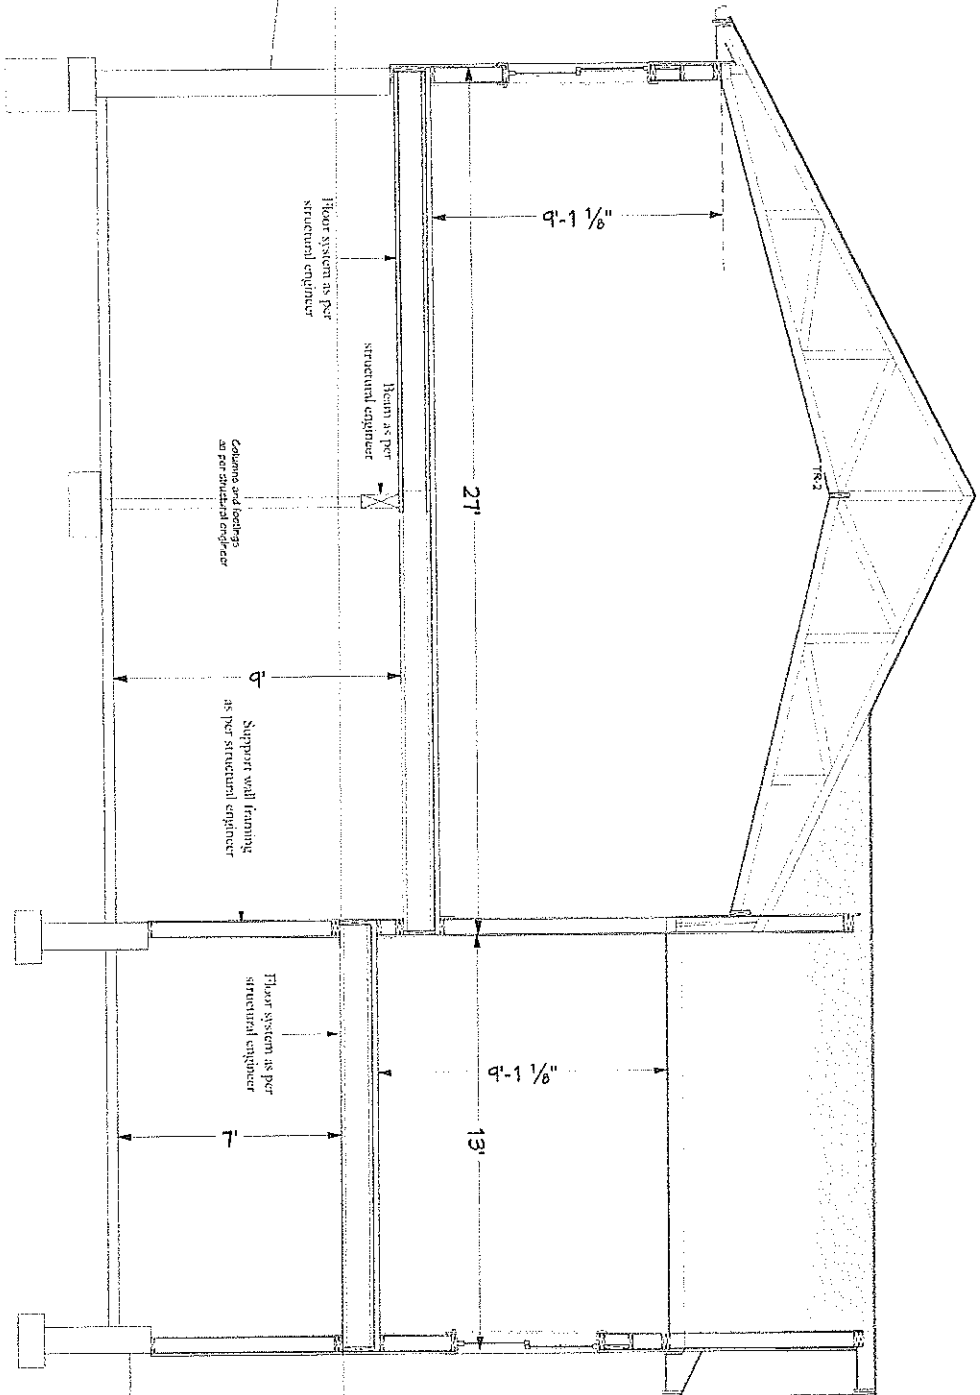 TR-2
9'-1 ⅛"
27'
Floor system as per
structural engineer
Beam as per
structural engineer
Columns and footings
as per structural engineer
9'
Support wall framing
as per structural engineer
9'-1 ⅛"
13'
Floor system as per
structural engineer
7'